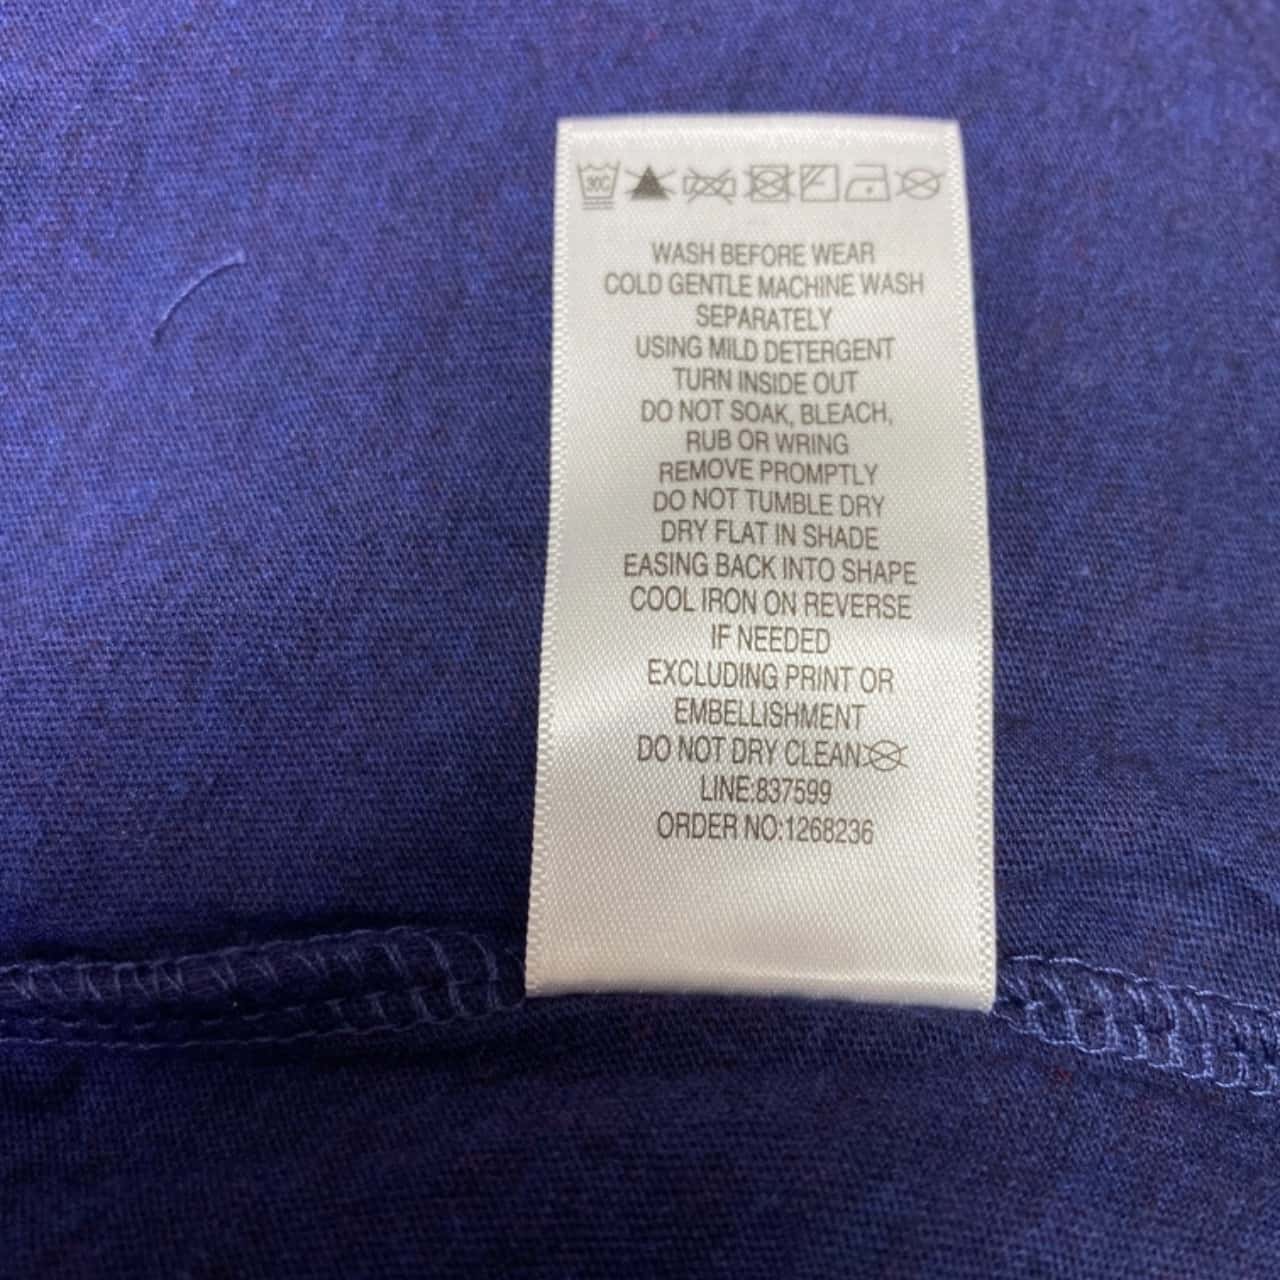 30C
WASH BEFORE WEAR
COLD GENTLE MACHINE WASH
SEPARATELY
USING MILD DETERGENT
TURN INSIDE OUT
DO NOT SOAK, BLEACH,
RUB OR WRING
REMOVE PROMPTLY
DO NOT TUMBLE DRY
DRY FLAT IN SHADE
EASING BACK INTO SHAPE
COOL IRON ON REVERSE
IF NEEDED
EXCLUDING PRINT OR
EMBELLISHMENT
DO NOT DRY CLEAN
LINE:837599
ORDER NO:1268236